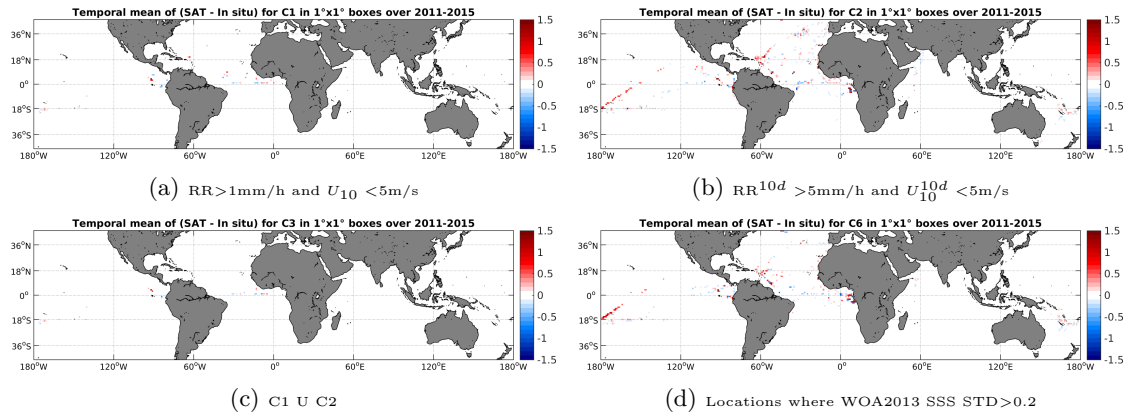 Temporal mean of (SAT - In situ) for C1 in 1°x1° boxes over 2011-2015
36°N
18°N
0°
18°S
36°S
180°W 120°W 60°W 0° 60°E 120°E 180°W
1.5
1
0.5
0
-0.5
-1
-1.5
(a) RR>1mm/h and U10 <5m/s
Temporal mean of (SAT - In situ) for C2 in 1°x1° boxes over 2011-2015
36°N
18°N
0°
18°S
36°S
180°W 120°W 60°W 0° 60°E 120°E 180°W
1.5
1
0.5
0
-0.5
-1
-1.5
(b) RR^10d >5mm/h and U10^10d <5m/s
Temporal mean of (SAT - In situ) for C3 in 1°x1° boxes over 2011-2015
36°N
18°N
0°
18°S
36°S
180°W 120°W 60°W 0° 60°E 120°E 180°W
1.5
1
0.5
0
-0.5
-1
-1.5
(c) C1 U C2
Temporal mean of (SAT - In situ) for C6 in 1°x1° boxes over 2011-2015
36°N
18°N
0°
18°S
36°S
180°W 120°W 60°W 0° 60°E 120°E 180°W
1.5
1
0.5
0
-0.5
-1
-1.5
(d) Locations where WOA2013 SSS STD>0.2